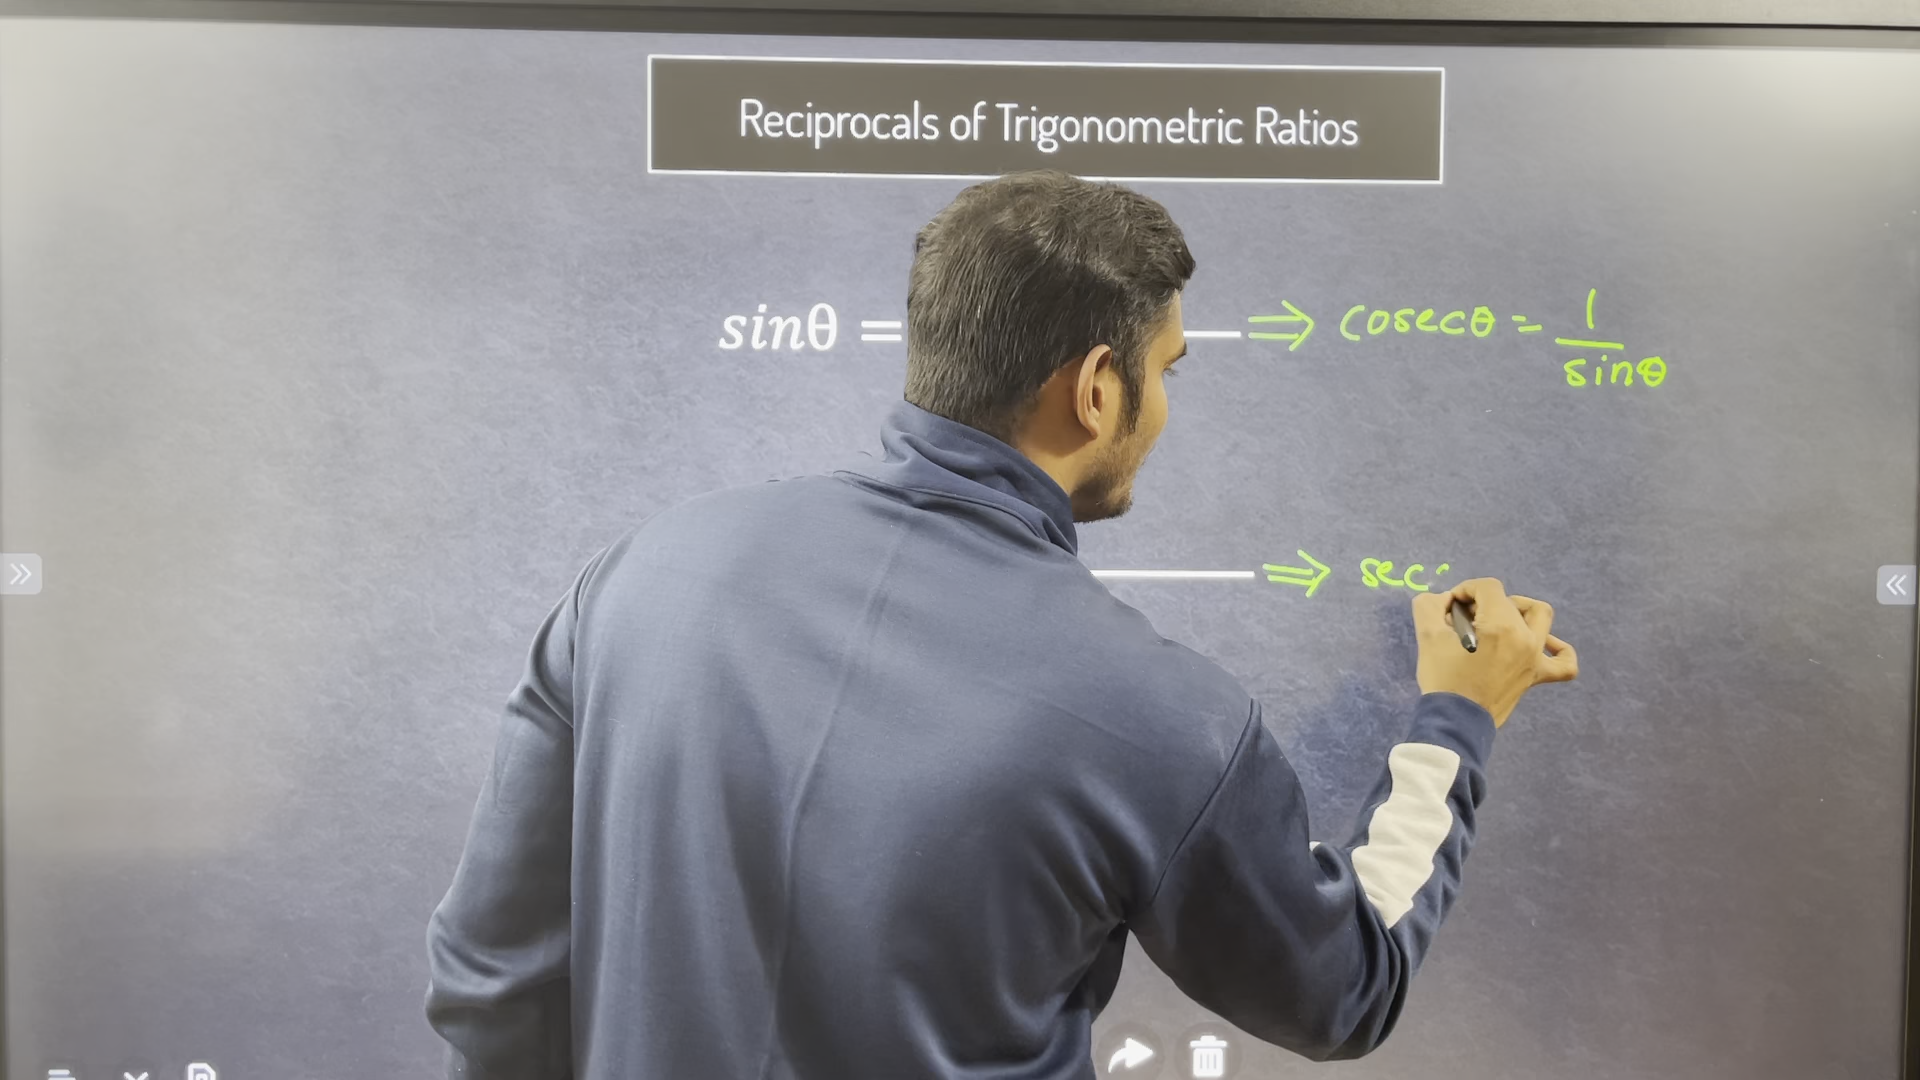 Reciprocals of Trigonometric Ratios
sinθ = ⇒ cosecθ = 1/sinθ
⇒ sec